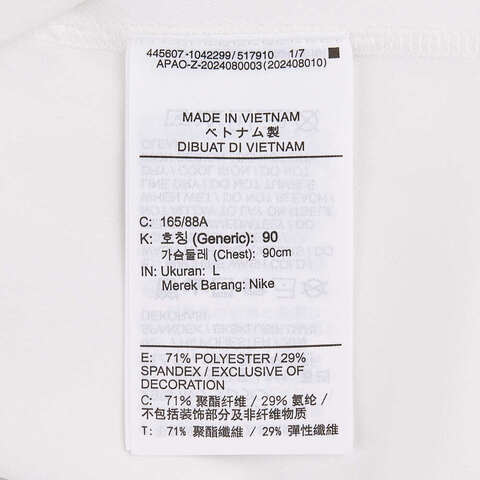 445607-1042299/517910 1/7
APAO-Z-2024080003(202408010)
MADE IN VIETNAM
ベトナム製
DIBUAT DI VIETNAM
C: 165/88A
K: 호칭 (Generic): 90
가슴둘레 (Chest): 90cm
IN: Ukuran: L
Merek Barang: Nike
E: 71% POLYESTER / 29%
SPANDEX / EXCLUSIVE OF
DECORATION
C: 71% 聚酯纤维 / 29% 氨纶 /
不包括装饰部分及非纤维物质
T: 71% 聚酯纖維 / 29% 彈性纖維